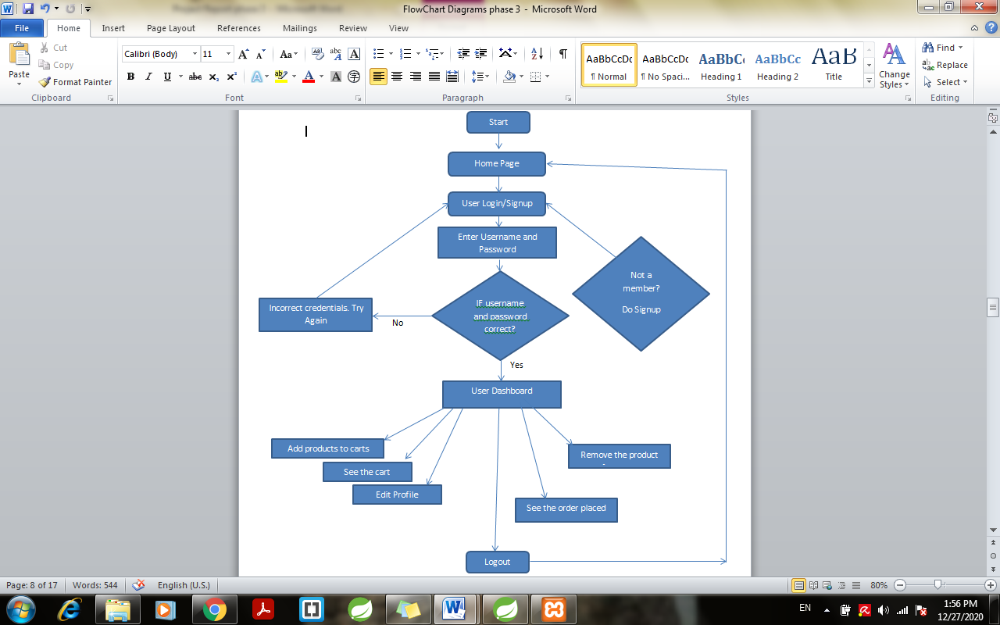 FlowChart Diagrams phase 3 - Microsoft Word
File
Home
Insert
Page Layout
References
Mailings
Review
View
Paste
Cut
Copy
Format Painter
Clipboard
Calibri (Body)
11
Font
Paragraph
AaBbCcDc
¶ Normal
AaBbCcDc
¶ No Spaci...
AaBbC
Heading 1
AaBbCc
Heading 2
AaB
Title
Change
Styles
Styles
Find
Replace
Select
Editing
Start
Home Page
User Login/Signup
Enter Username and
Password
Not a
member?
Do Signup
IF username
and password
correct?
Incorrect credentials. Try
Again
No
Yes
User Dashboard
Add products to carts
See the cart
Edit Profile
Remove the product
See the order placed
Logout
Page: 8 of 17
Words: 544
English (U.S.)
80%
EN
1:56 PM
12/27/2020